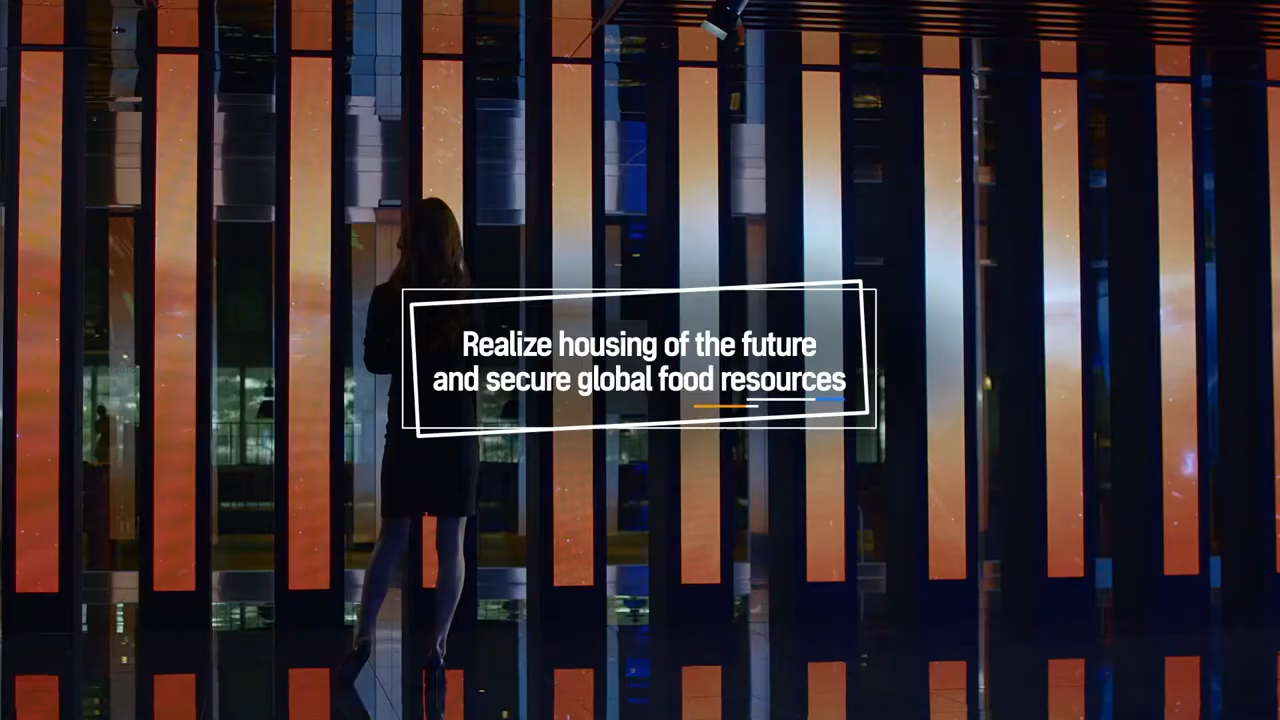 Realize housing of the future
and secure global food resources